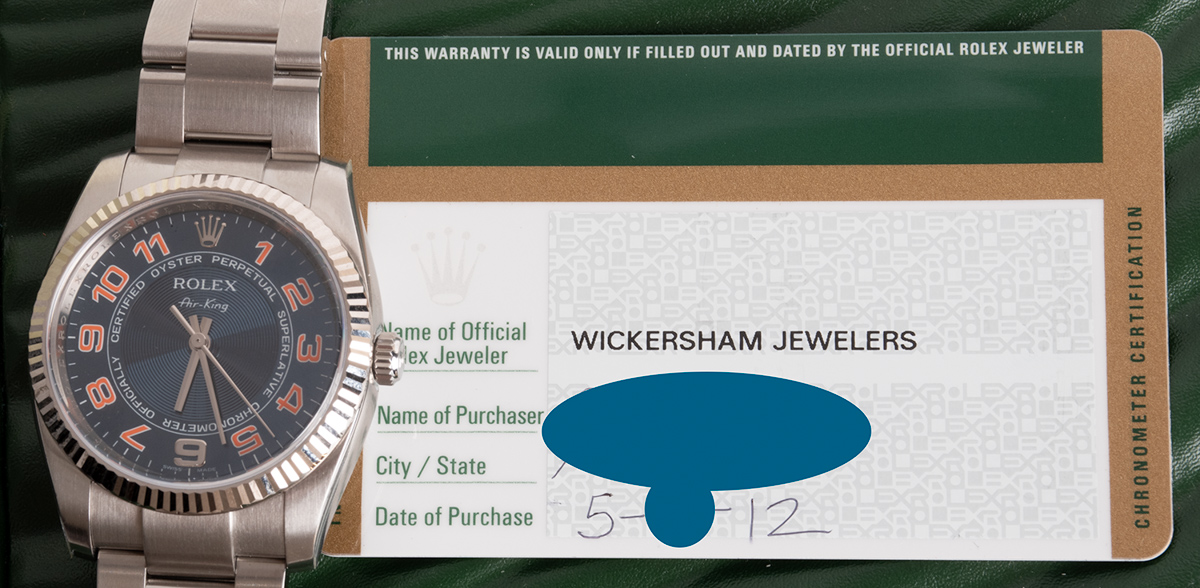 THIS WARRANTY IS VALID ONLY IF FILLED OUT AND DATED BY THE OFFICIAL ROLEX JEWELER
11 1
10 2
9 3
8 4
7 6 5
ROLEX
Air-King
OYSTER PERPETUAL
SUPERLATIVE CHRONOMETER
OFFICIALLY CERTIFIED
Name of Official
lex Jeweler
WICKERSHAM JEWELERS
Name of Purchaser
City / State
Date of Purchase
5- -12
CHRONOMETER CERTIFICATION